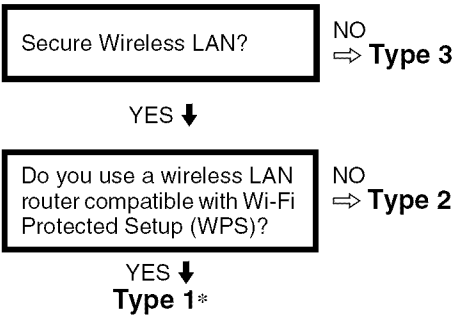 Secure Wireless LAN?
NO
⇨ Type 3
YES ⬇
Do you use a wireless LAN
router compatible with Wi-Fi
Protected Setup (WPS)?
NO
⇨ Type 2
YES ⬇
Type 1*